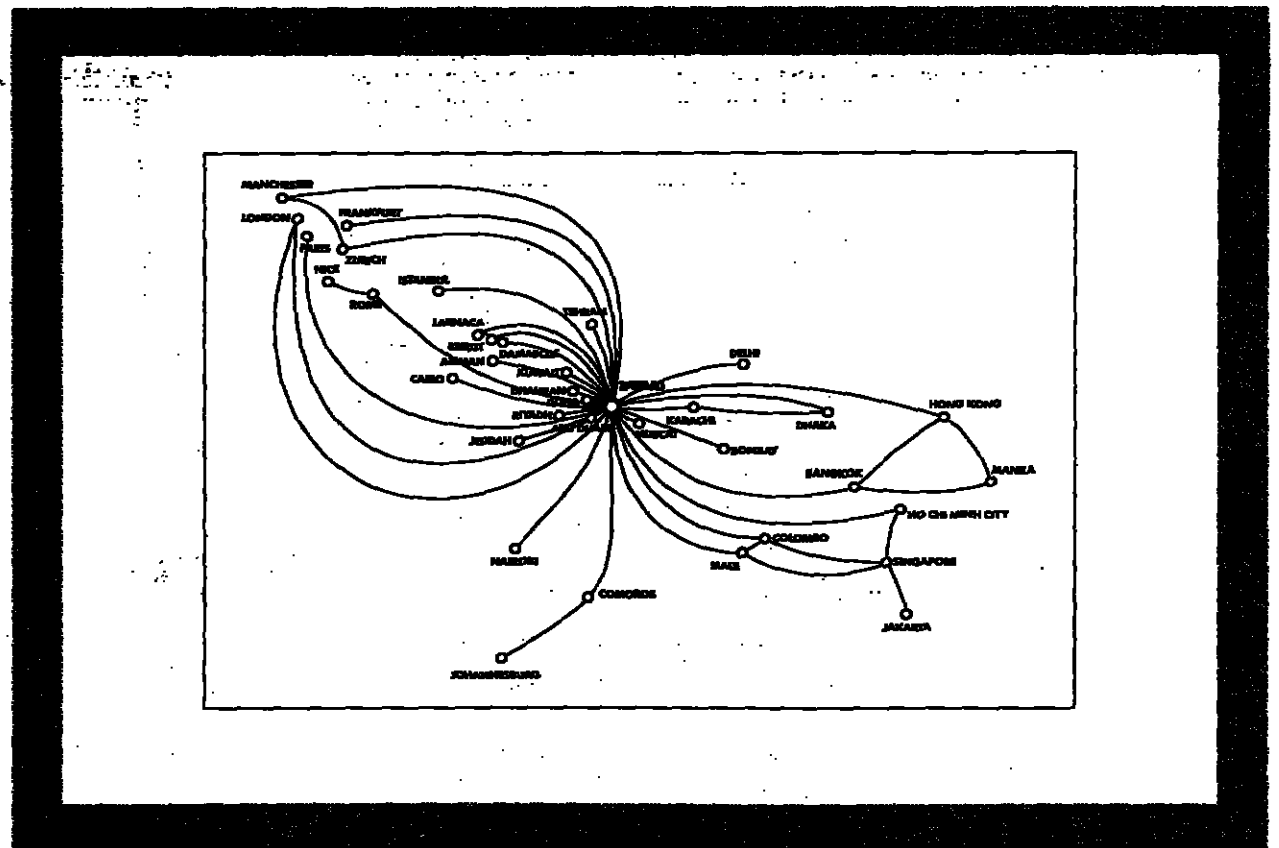 MANCHESTER
LONDON
FRANKFURT
PARIS
ZURICH
NICE
ROME
ISTANBUL
TEHRAN
LARNACA
BEIRUT
DAMASCUS
AMMAN
KUWAIT
CAIRO
DHAHRAN
DUBAI
DELHI
RIYADH
JEDDAH
MUSCAT
KARACHI
DHAKA
HONG KONG
BOMBAY
BANGKOK
MANILA
HO CHI MINH CITY
COLOMBO
MALE
SINGAPORE
NAIROBI
COMOROS
JAKARTA
JOHANNESBURG